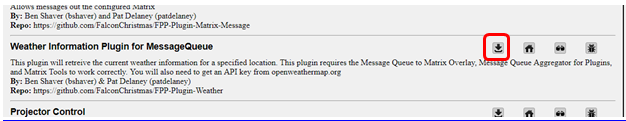 Allows messages out the configured Matrix
By: Ben Shaver (bshaver) and Pat Delaney (patdelaney)
Repo: https://github.com/FalconChristmas/FPP-Plugin-Matrix-Message
Weather Information Plugin for MessageQueue
This plugin will retreive the current weather information for a specified location. This plugin requires the Message Queue to Matrix Overlay, Message Queue Aggregator for Plugins,
and Matrix Tools to work correctly. You will also need to get an API key from openweathermap.org
By: Ben Shaver (bshaver) & Pat Delaney (patdelaney)
Repo: https://github.com/FalconChristmas/FPP-Plugin-Weather
Projector Control